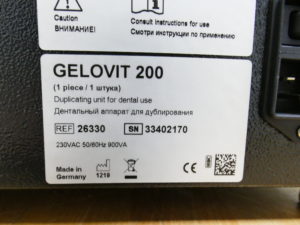 Caution
ВНИМАНИЕ!
Consult instructions for use
Смотри инструкции по применению
GELOVIT 200
(1 piece / 1 штука)
Duplicating unit for dental use
Дентальный аппарат для дублирования
REF 26330 SN 33402170
230VAC 50/60Hz 900VA
Made in
Germany
1219
CE